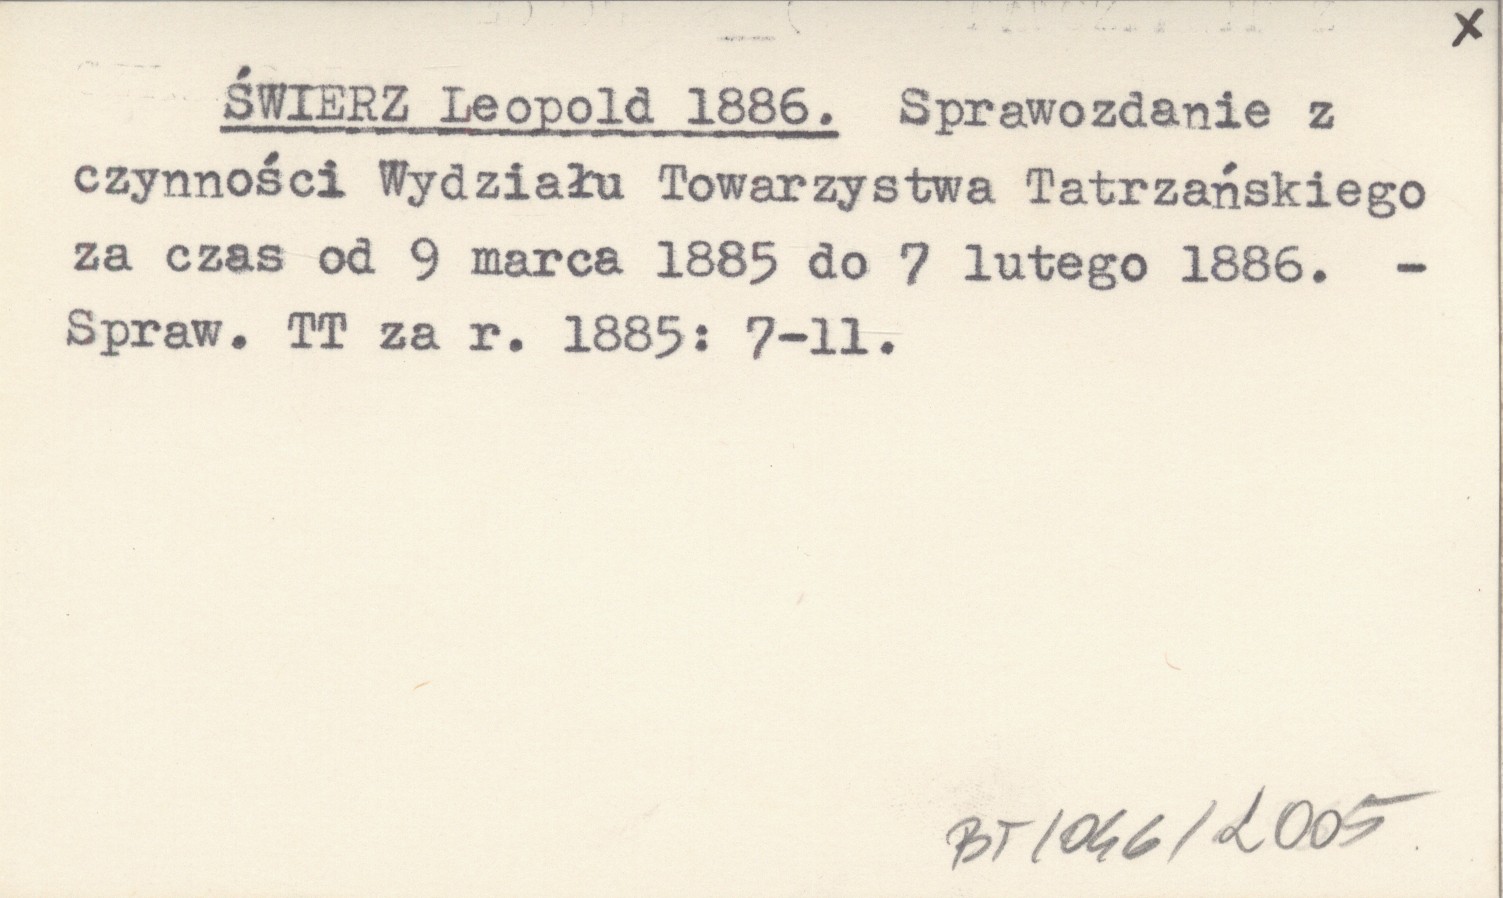 x
ŚWIERZ Leopold 1886. Sprawozdanie z
czynności Wydziału Towarzystwa Tatrzańskiego
za czas od 9 marca 1885 do 7 lutego 1886. -
Spraw. TT za r. 1885: 7-11.
BT/046/2005